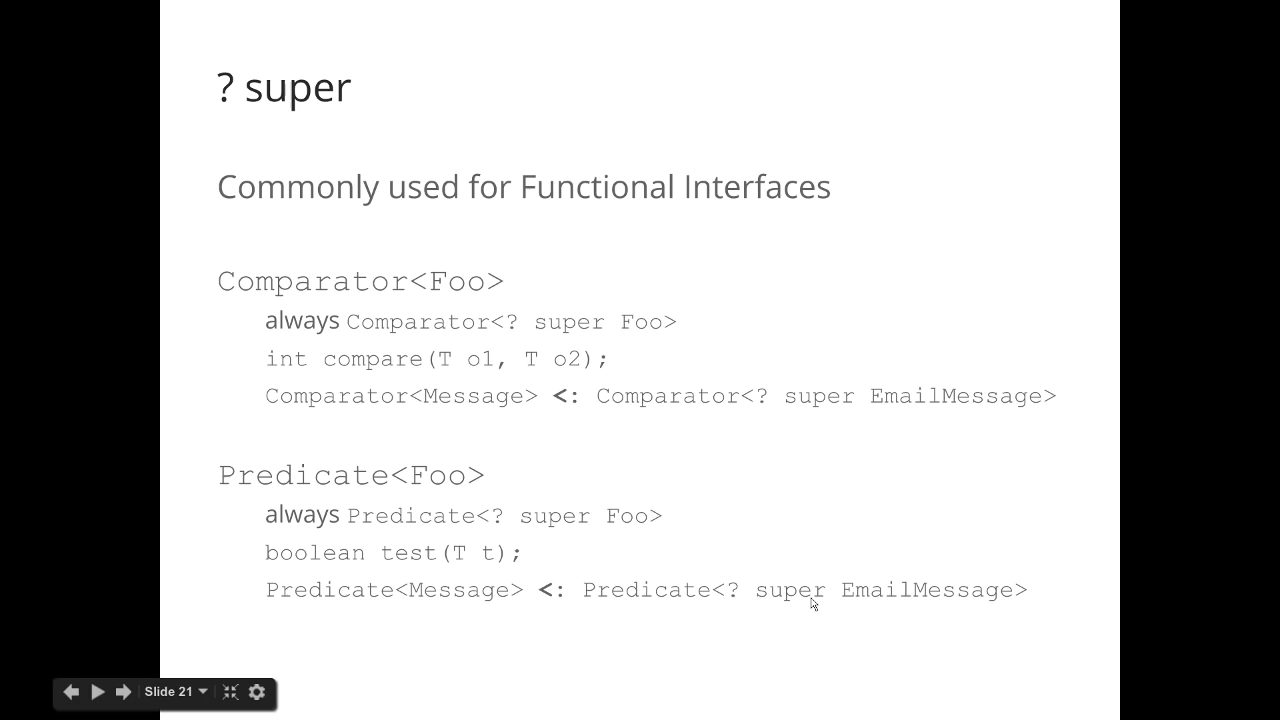 ? super
Commonly used for Functional Interfaces
Comparator<Foo>
always Comparator<? super Foo>
int compare(T o1, T o2);
Comparator<Message> <: Comparator<? super EmailMessage>
Predicate<Foo>
always Predicate<? super Foo>
boolean test(T t);
Predicate<Message> <: Predicate<? super EmailMessage>
Slide 21